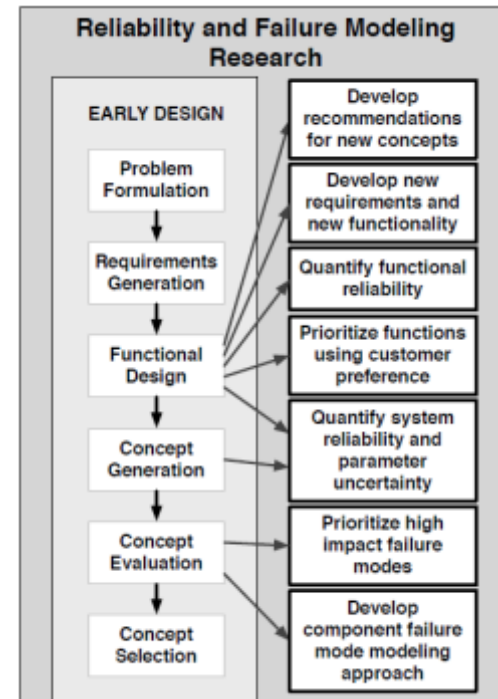 Reliability and Failure Modeling
Research
EARLY DESIGN
Problem
Formulation
Requirements
Generation
Functional
Design
Concept
Generation
Concept
Evaluation
Concept
Selection
Develop
recommendations
for new concepts
Develop new
requirements and
new functionality
Quantify functional
reliability
Prioritize functions
using customer
preference
Quantify system
reliability and
parameter
uncertainty
Prioritize high
impact failure
modes
Develop
component failure
mode modeling
approach